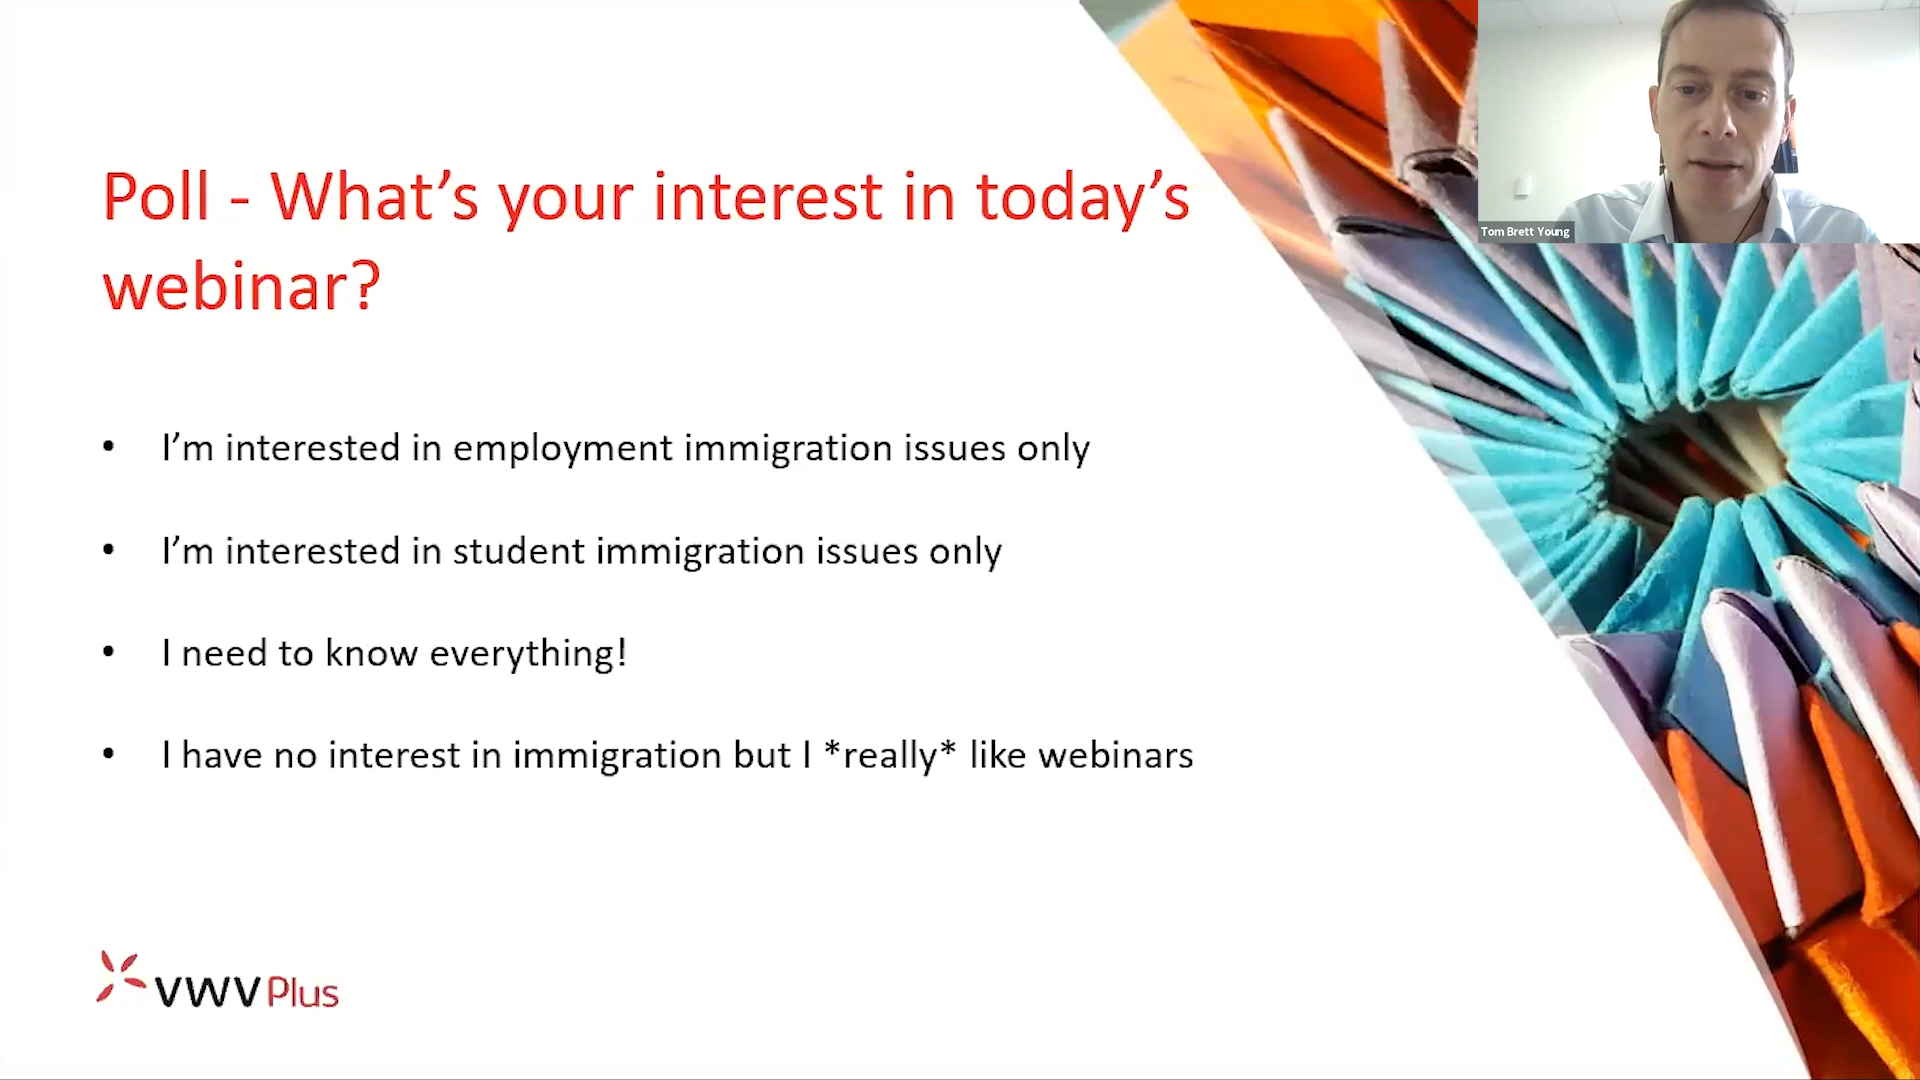 Poll - What’s your interest in today’s
webinar?
• I’m interested in employment immigration issues only
• I’m interested in student immigration issues only
• I need to know everything!
• I have no interest in immigration but I *really* like webinars
VWV Plus
Tom Brett Young